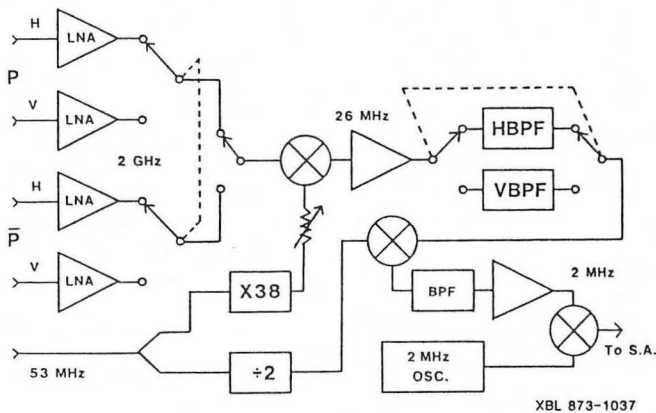 H
LNA
P
V
LNA
2 GHz
H
LNA
P̅
V
LNA
26 MHz
HBPF
VBPF
X38
BPF
2 MHz
53 MHz
÷2
2 MHz
OSC.
To S.A.
XBL 873-1037